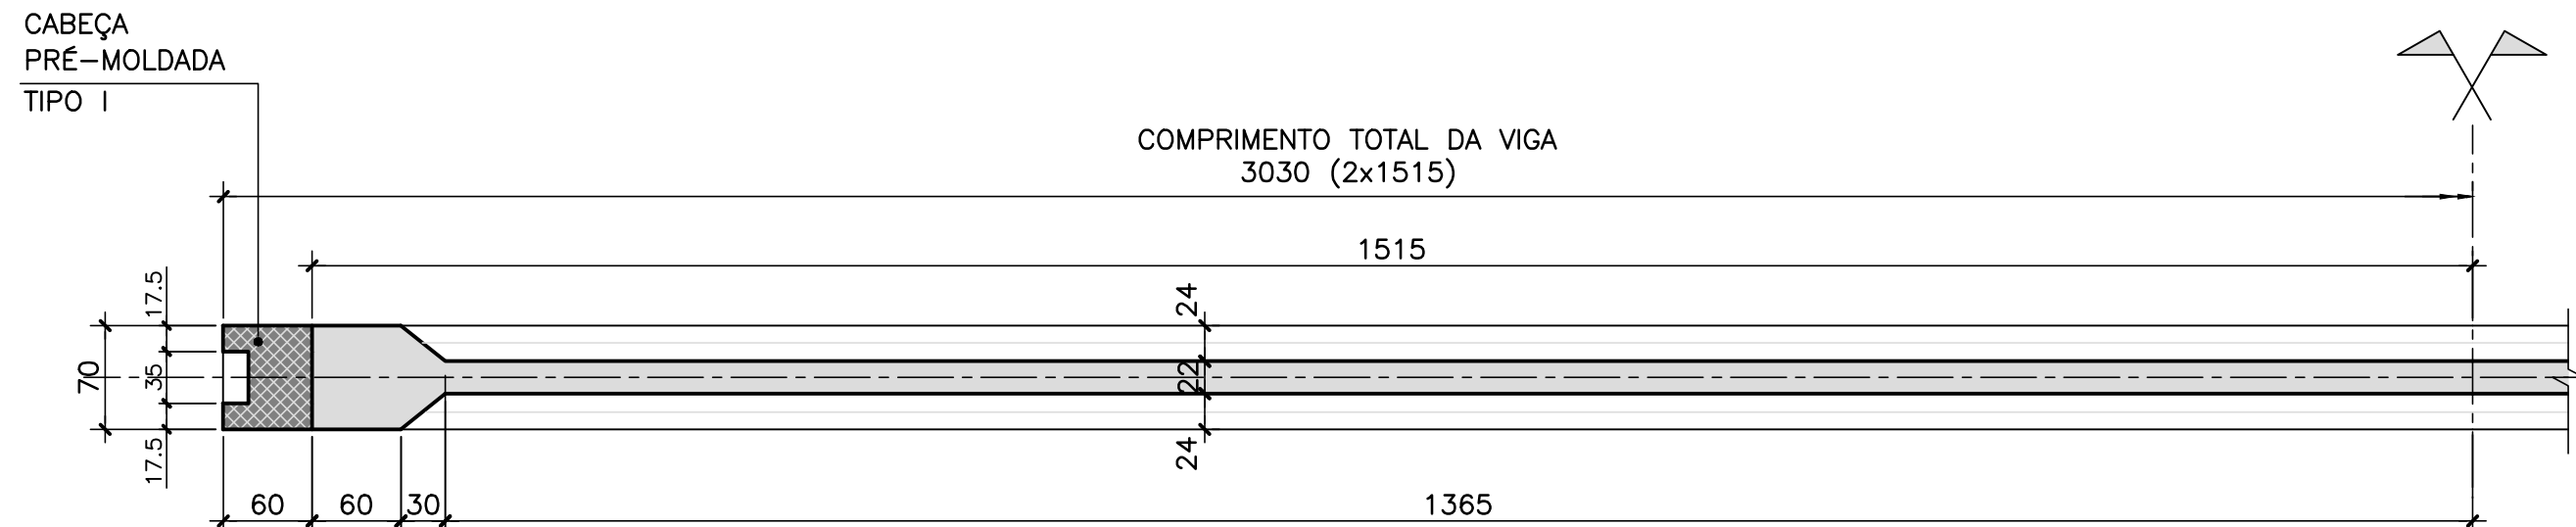 CABEÇA
PRÉ-MOLDADA
TIPO I
COMPRIMENTO TOTAL DA VIGA
3030 (2x1515)
1515
17.5
24
70
35
22
17.5
24
60
60
30
1365